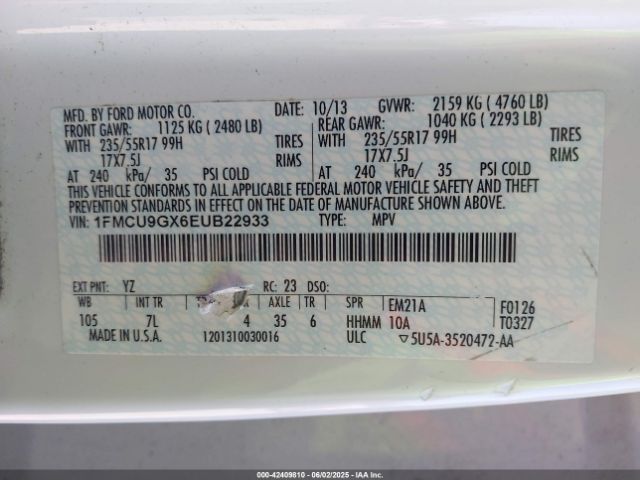 MFD. BY FORD MOTOR CO. DATE: 10/13 GVWR: 2159 KG ( 4760 LB)
FRONT GAWR: 1125 KG ( 2480 LB) REAR GAWR: 1040 KG ( 2293LB)
WITH 235/55R17 99H TIRES WITH 235/55R17 99H TIRES
17X7.5J RIMS 17X7.5J RIMS
AT 240 kPa/ 35 PSI COLD AT 240 kPa/ 35 PSI COLD
THIS VEHICLE CONFORMS TO ALL APPLICABLE FEDERAL MOTOR VEHICLE SAFETY AND THEFT
PREVENTION STANDARDS IN EFFECT ON THE DATE OF MANUFACTURE SHOWN ABOVE.
VIN: 1FMCU9GX6EUB22933 TYPE: MPV
EXT PNT: YZ RC: 23 DSO:
WB INT TR AXLE TR SPR EM21A F0126
105 7L 4 35 6 HHMM 10A T0327
MADE IN U.S.A. 1201310030016 ULC 5U5A-3520472-AA
000-42409810 - 06/02/2025 - IAA Inc.